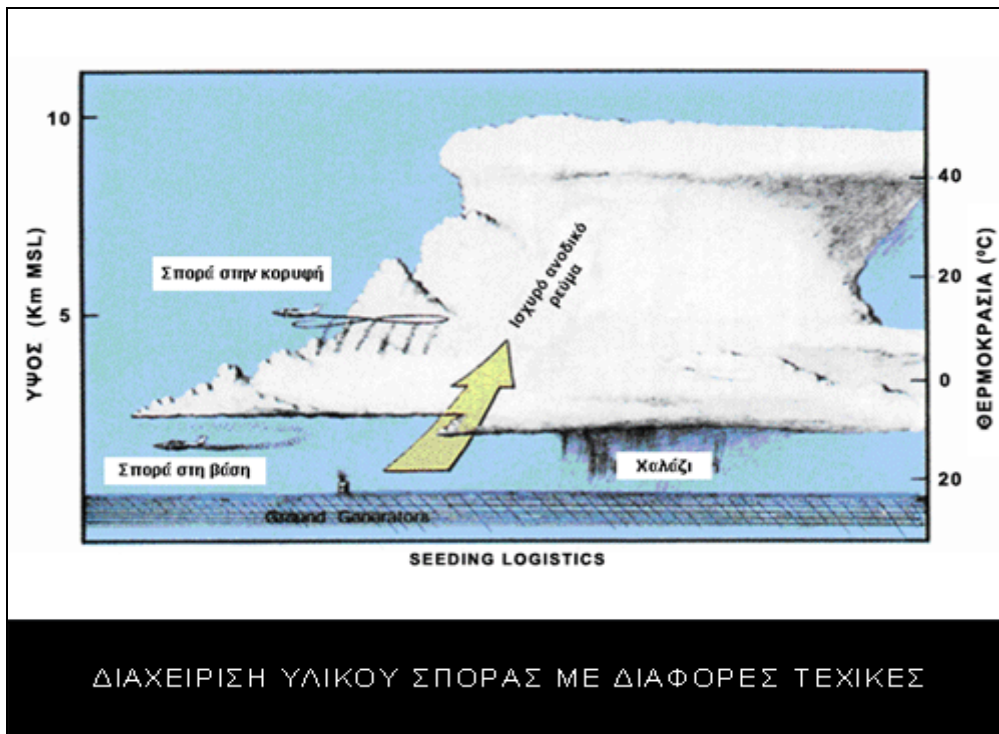 10
5
ΥΨΟΣ (Km MSL)
Σπορά στην κορυφή
Ισχυρό ανοδικό
ρεύμα
40
20
0
20
ΘΕΡΜΟΚΡΑΣΙΑ (ºC)
Σπορά στη βάση
Χαλάζι
Ground Generators
SEEDING LOGISTICS
ΔΙΑΧΕΙΡΙΣΗ ΥΛΙΚΟΥ ΣΠΟΡΑΣ ΜΕ ΔΙΑΦΟΡΕΣ ΤΕΧΙΚΕΣ